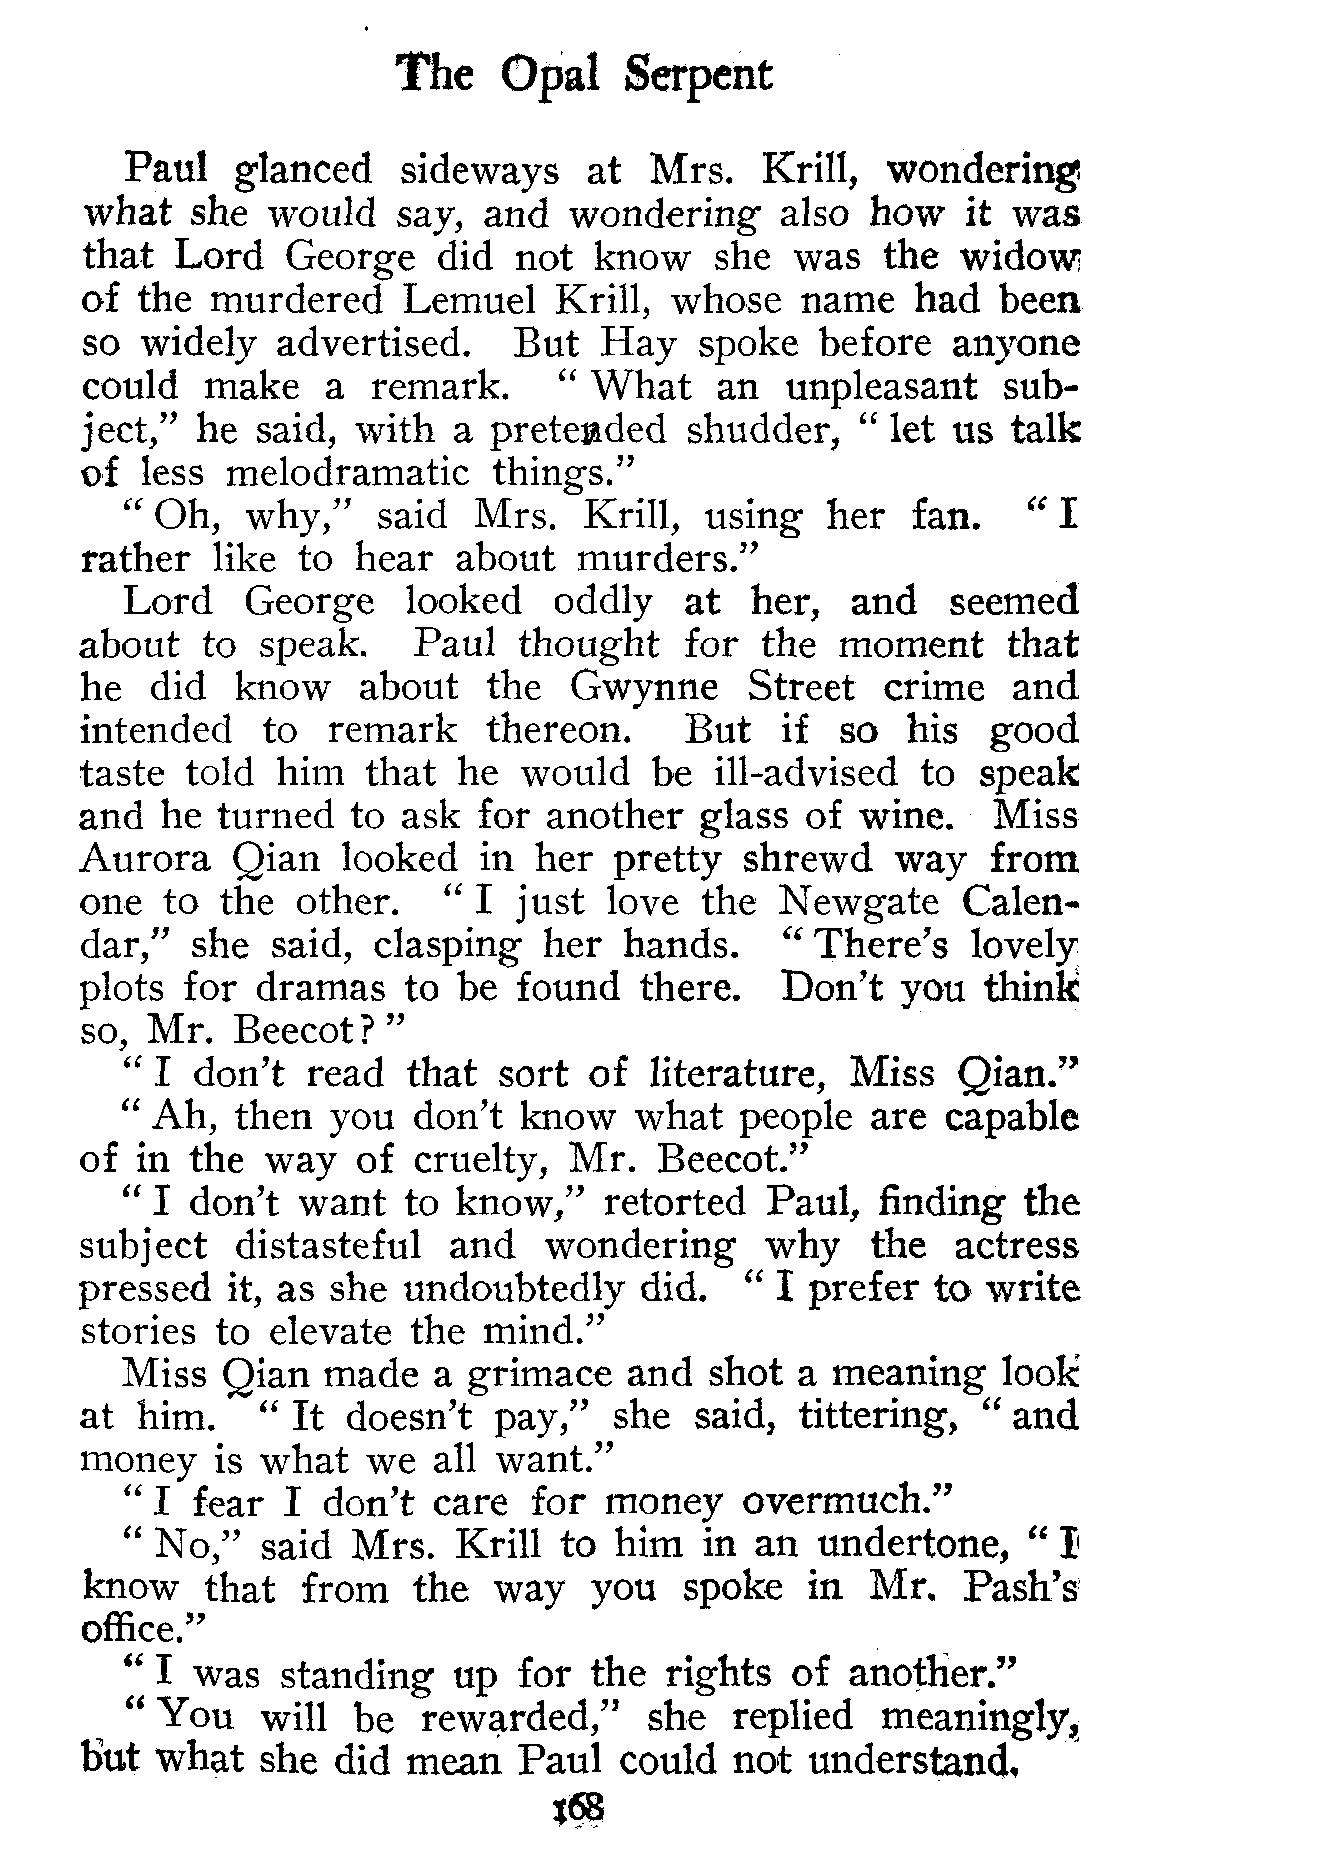 The Opal Serpent
Paul glanced sideways at Mrs. Krill, wondering
what she would say, and wondering also how it was
that Lord George did not know she was the widow
of the murdered Lemuel Krill, whose name had been
so widely advertised. But Hay spoke before anyone
could make a remark. “ What an unpleasant sub-
ject,” he said, with a pretended shudder, “ let us talk
of less melodramatic things.”
“ Oh, why,” said Mrs. Krill, using her fan. “ I
rather like to hear about murders.”
Lord George looked oddly at her, and seemed
about to speak. Paul thought for the moment that
he did know about the Gwynne Street crime and
intended to remark thereon. But if so his good
taste told him that he would be ill-advised to speak
and he turned to ask for another glass of wine. Miss
Aurora Qian looked in her pretty shrewd way from
one to the other. “ I just love the Newgate Calen-
dar,” she said, clasping her hands. “ There’s lovely
plots for dramas to be found there. Don’t you think
so, Mr. Beecot? ”
“ I don’t read that sort of literature, Miss Qian.”
“ Ah, then you don’t know what people are capable
of in the way of cruelty, Mr. Beecot.”
“ I don’t want to know,” retorted Paul, finding the
subject distasteful and wondering why the actress
pressed it, as she undoubtedly did. “ I prefer to write
stories to elevate the mind.”
Miss Qian made a grimace and shot a meaning look
at him. “ It doesn’t pay,” she said, tittering, “ and
money is what we all want.”
“ I fear I don’t care for money overmuch.”
“ No,” said Mrs. Krill to him in an undertone, “ I
know that from the way you spoke in Mr. Pash’s
office.”
“ I was standing up for the rights of another.”
“ You will be rewarded,” she replied meaningly,
but what she did mean Paul could not understand.
168